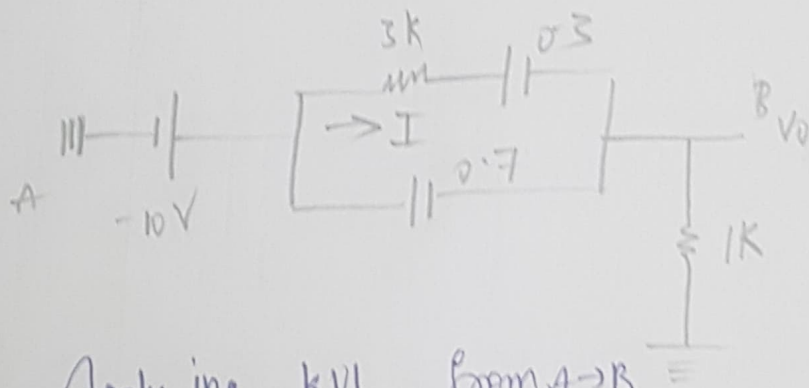 3K 0.3
→ I
0.7
A
-10V
B V0
1K
Applying KVL from A→B